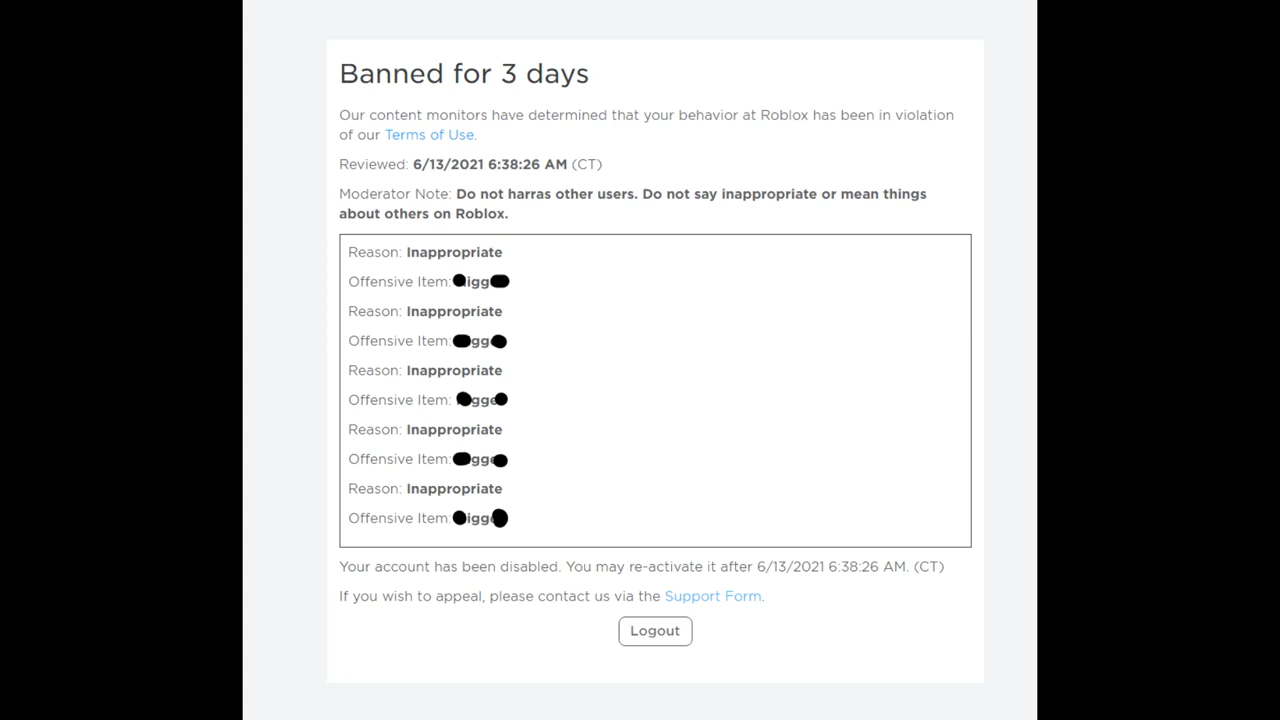 Banned for 3 days
Our content monitors have determined that your behavior at Roblox has been in violation
of our Terms of Use.
Reviewed: 6/13/2021 6:38:26 AM (CT)
Moderator Note: Do not harras other users. Do not say inappropriate or mean things
about others on Roblox.
Reason: Inappropriate
Offensive Item:
Reason: Inappropriate
Offensive Item:
Reason: Inappropriate
Offensive Item:
Reason: Inappropriate
Offensive Item:
Reason: Inappropriate
Offensive Item:
Your account has been disabled. You may re-activate it after 6/13/2021 6:38:26 AM. (CT)
If you wish to appeal, please contact us via the Support Form.
Logout